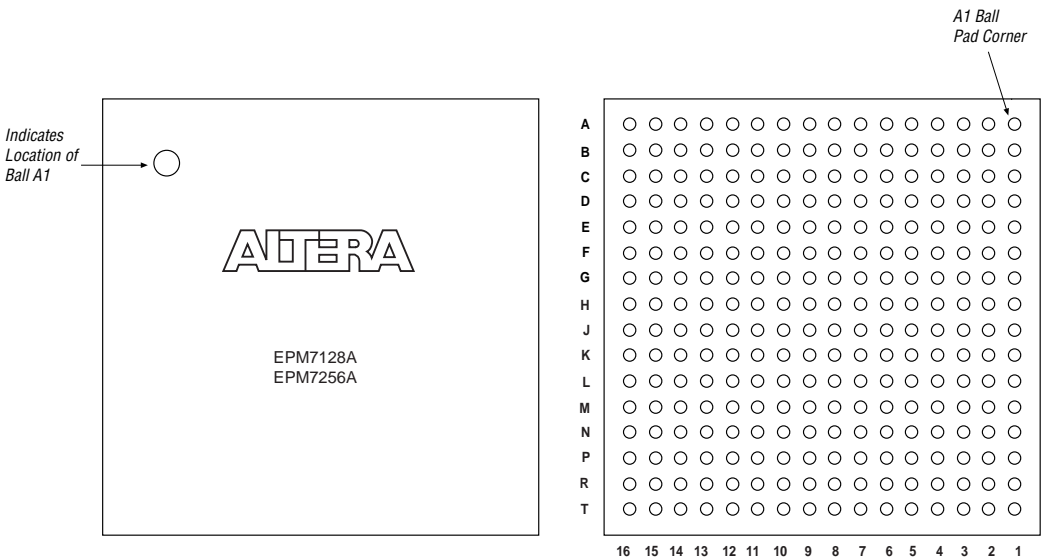 A1 Ball
Pad Corner
Indicates
Location of
Ball A1
ALTERA
EPM7128A
EPM7256A
A
B
C
D
E
F
G
H
J
K
L
M
N
P
R
T
16 15 14 13 12 11 10 9 8 7 6 5 4 3 2 1